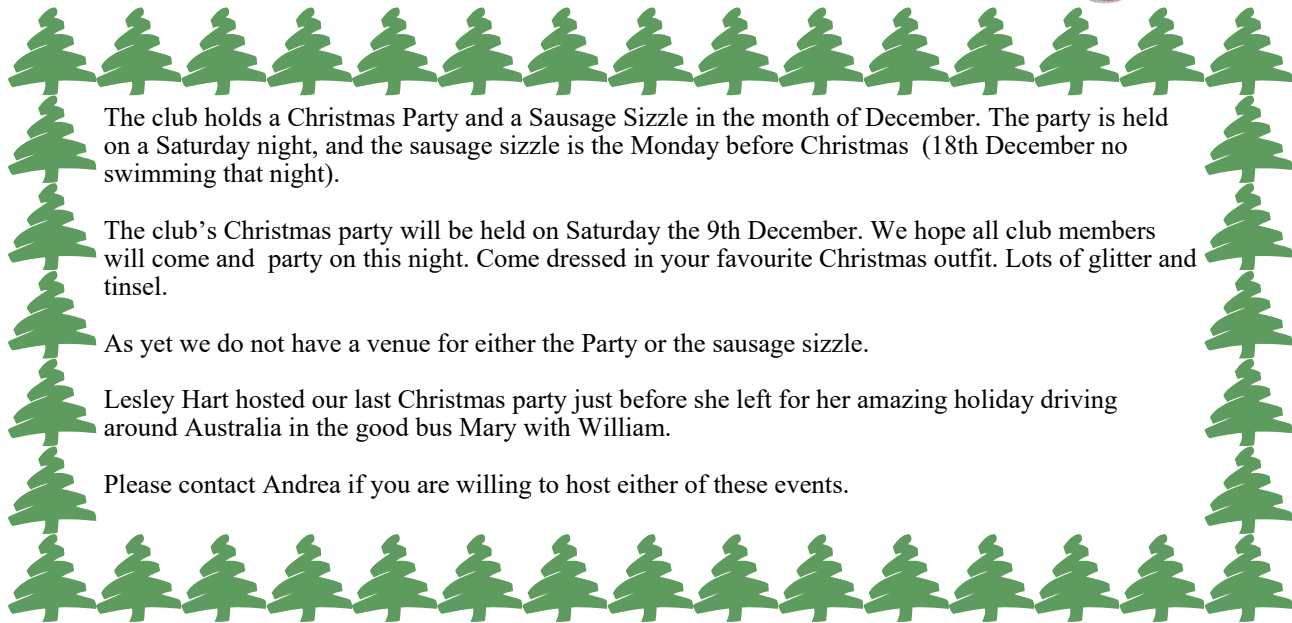 The club holds a Christmas Party and a Sausage Sizzle in the month of December. The party is held
on a Saturday night, and the sausage sizzle is the Monday before Christmas  (18th December no
swimming that night).
The club’s Christmas party will be held on Saturday the 9th December. We hope all club members
will come and  party on this night. Come dressed in your favourite Christmas outfit. Lots of glitter and
tinsel.
As yet we do not have a venue for either the Party or the sausage sizzle.
Lesley Hart hosted our last Christmas party just before she left for her amazing holiday driving
around Australia in the good bus Mary with William.
Please contact Andrea if you are willing to host either of these events.